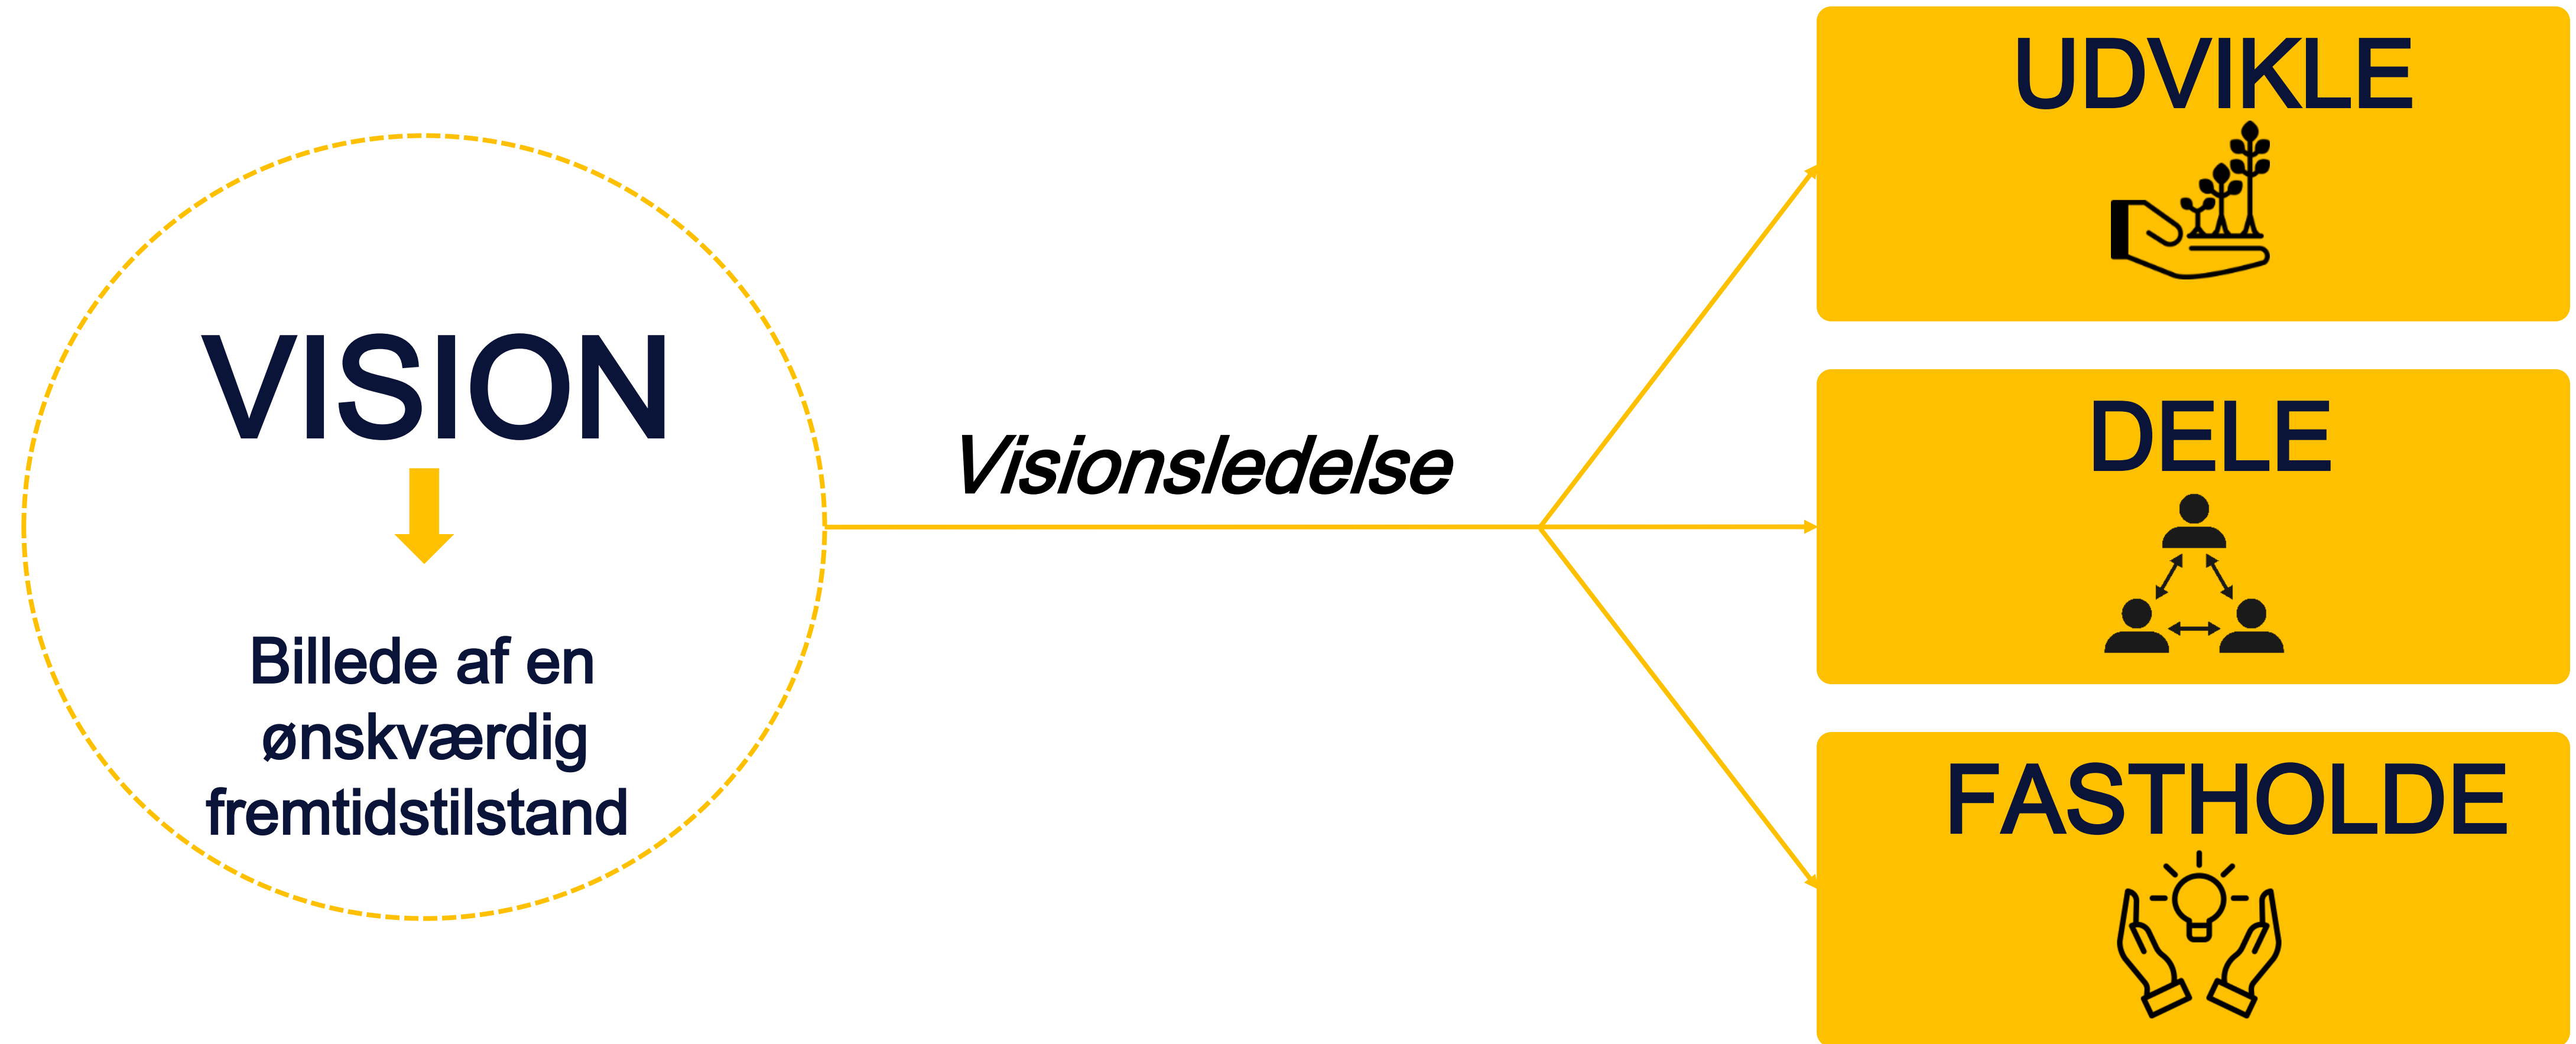 VISION
Billede af en
ønskværdig
fremtidstilstand
Visionsledelse
UDVIKLE
DELE
FASTHOLDE